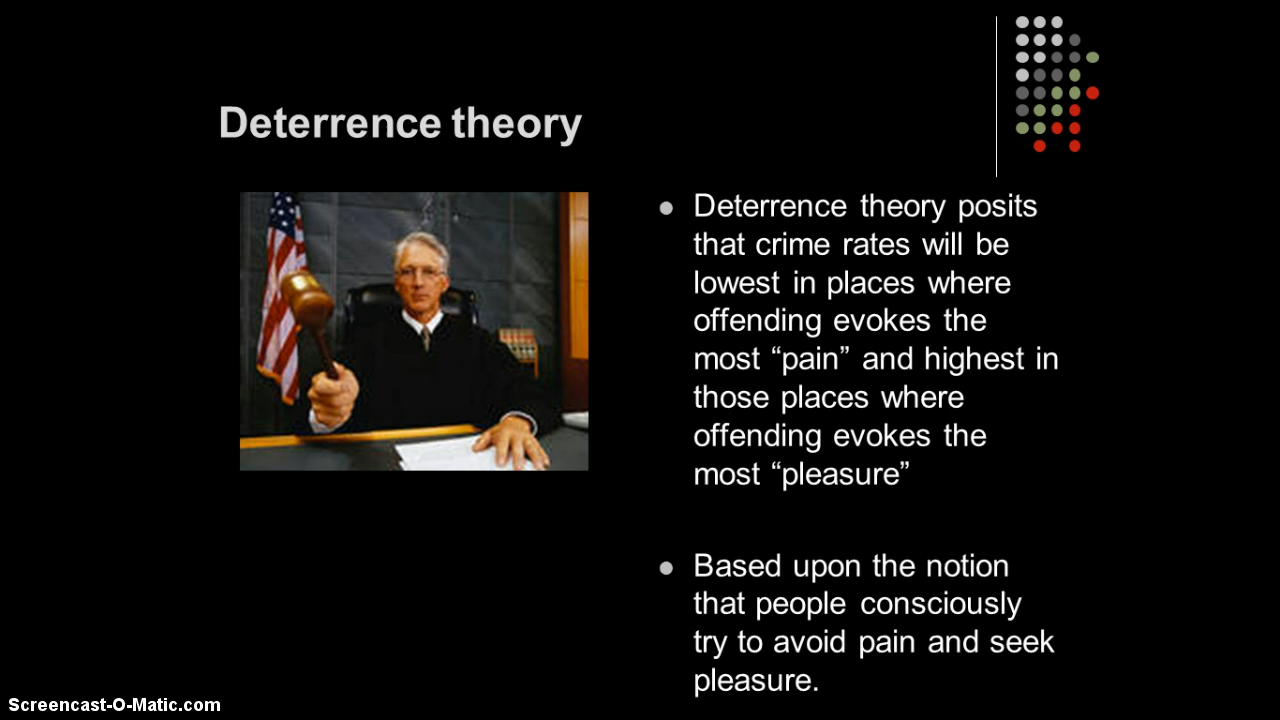 Deterrence theory
● Deterrence theory posits
that crime rates will be
lowest in places where
offending evokes the
most “pain” and highest in
those places where
offending evokes the
most “pleasure”
● Based upon the notion
that people consciously
try to avoid pain and seek
pleasure.
Screencast-O-Matic.com